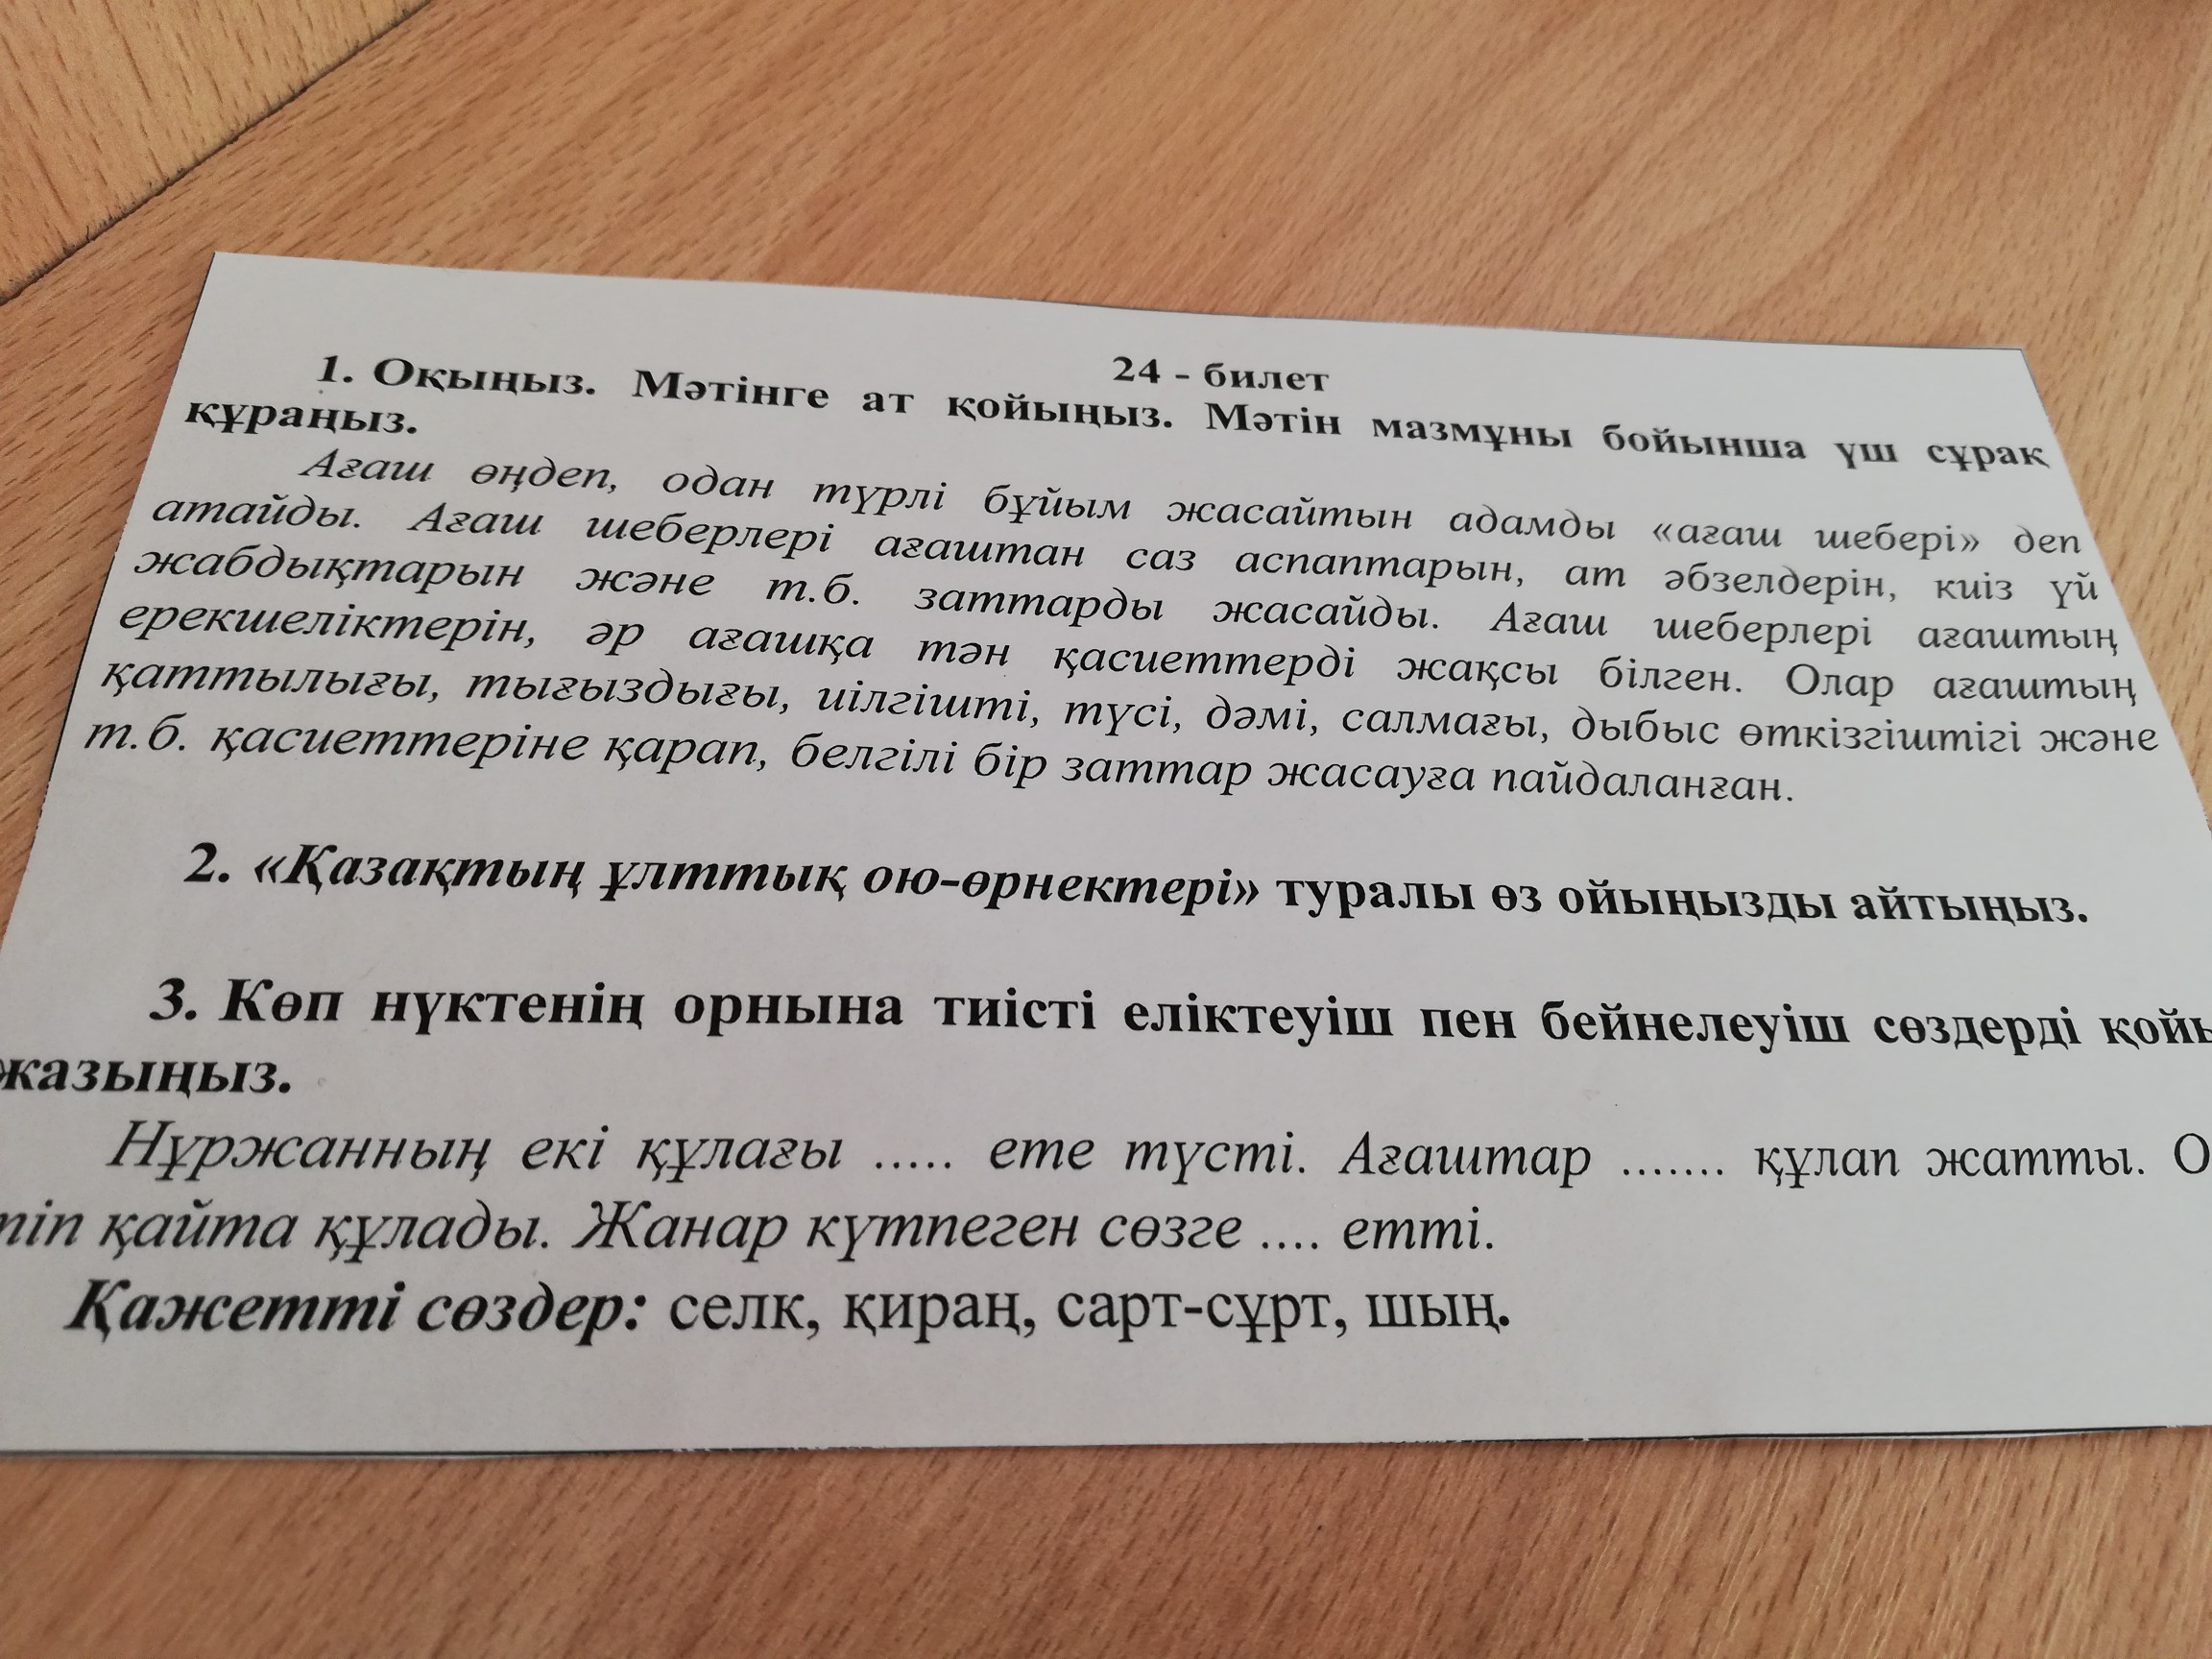 24 - билет
1. Оқыңыз. Мәтінге ат қойыңыз. Мәтін мазмұны бойынша үш сұрақ
құраңыз.
Ағаш өңдеп, одан түрлі бұйым жасайтын адамды «ағаш шебері» деп
атайды. Ағаш шеберлері ағаштан саз аспаптарын, ат әбзелдерін, киіз үй
жабдықтарын және т.б. заттарды жасайды. Ағаш шеберлері ағаштың
ерекшеліктерін, әр ағашқа тән қасиеттерді жақсы білген. Олар ағаштың
қаттылығы, тығыздығы, иілгішті, түсі, дәмі, салмағы, дыбыс өткізгіштігі және
т.б. қасиеттеріне қарап, белгілі бір заттар жасауға пайдаланған.
2. «Қазақтың ұлттық ою-өрнектері» туралы өз ойыңызды айтыңыз.
3. Көп нүктенің орнына тиісті еліктеуіш пен бейнелеуіш сөздерді
жазыңыз.
Нұржанның екі құлағы ..... ете түсті. Ағаштар ....... құлап жатты.
қайта құлады. Жанар күтпеген сөзге .... етті.
Қажетті сөздер: селк, қираң, сарт-сұрт, шың.